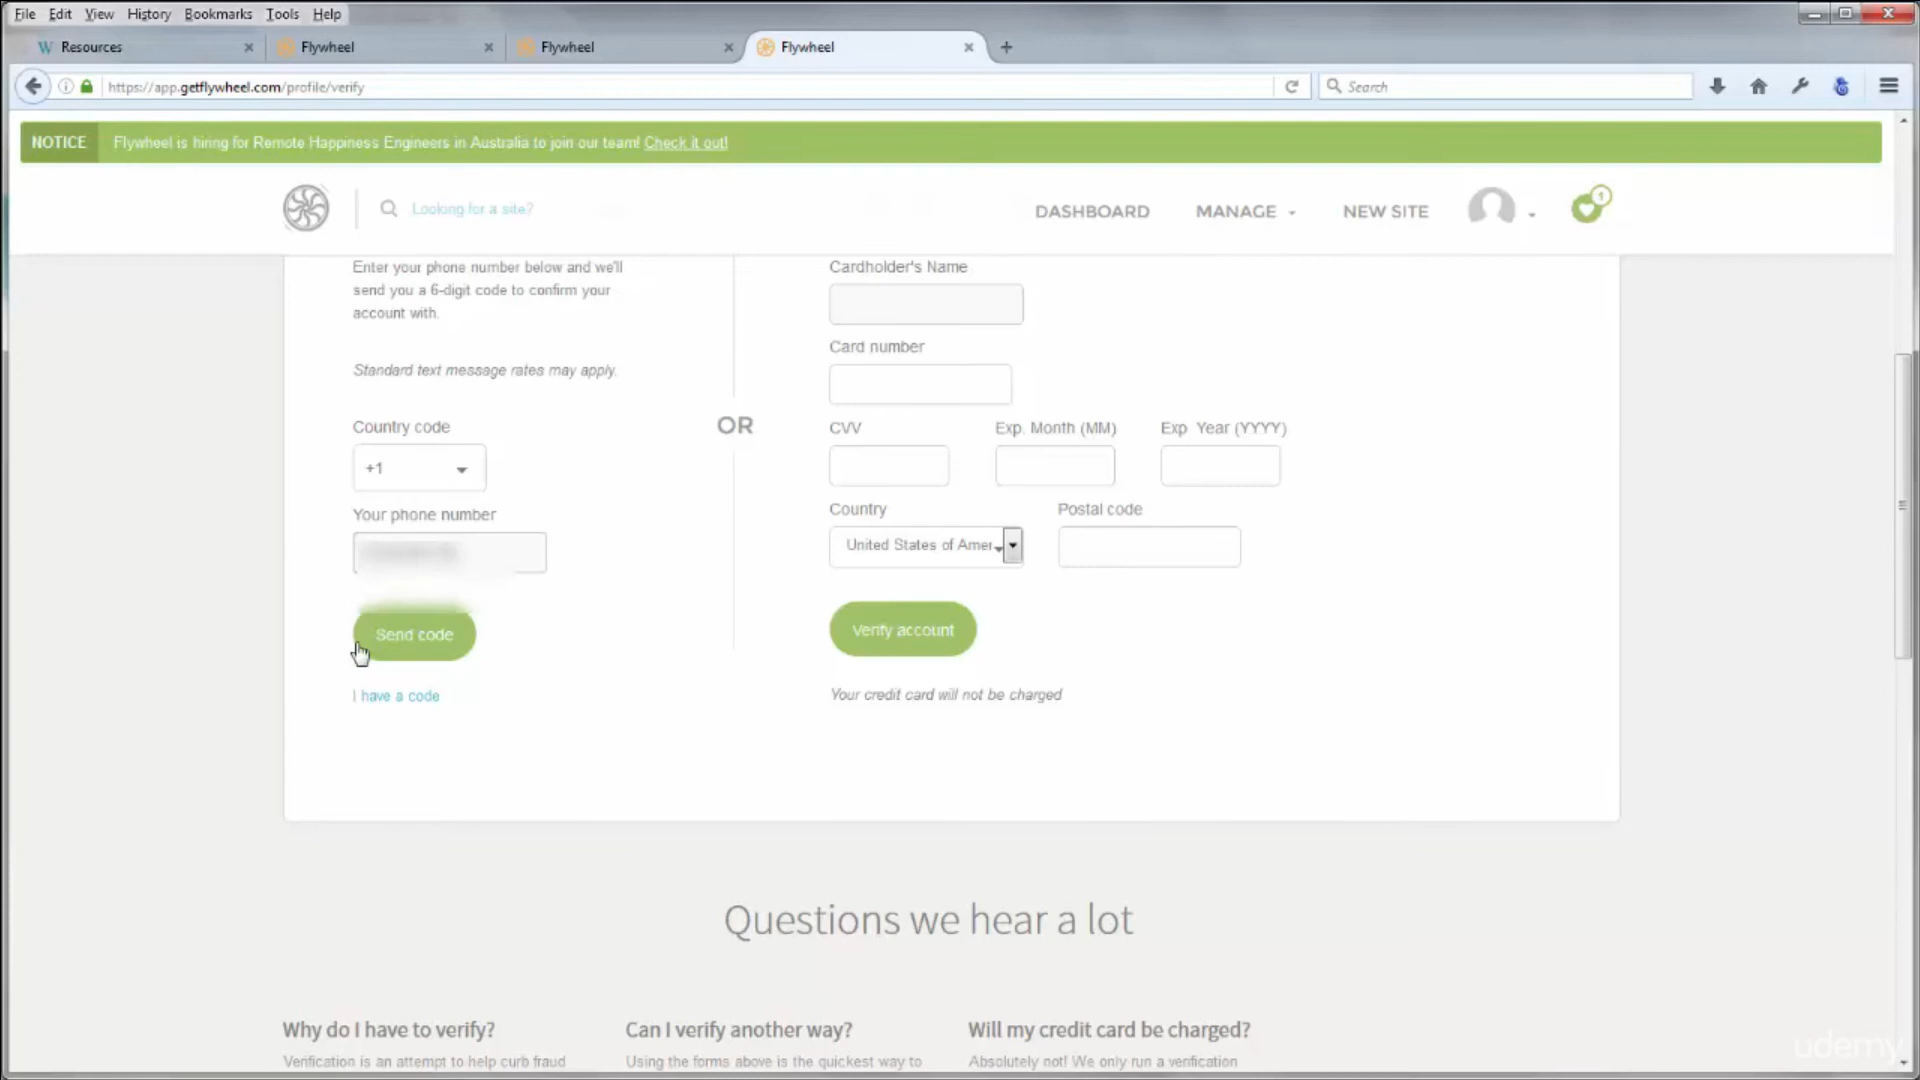 File Edit View History Bookmarks Tools Help
W Resources × Flywheel × Flywheel × Flywheel × +
https://app.getflywheel.com/profile/verify
Search
NOTICE Flywheel is hiring for Remote Happiness Engineers in Australia to join our team! Check it out!
Looking for a site?
DASHBOARD MANAGE NEW SITE 1
Enter your phone number below and we'll
send you a 6-digit code to confirm your
account with.
Standard text message rates may apply.
Country code
+1
Your phone number
Send code
I have a code
OR
Cardholder's Name
Card number
CVV Exp. Month (MM) Exp Year (YYYY)
Country Postal code
United States of Amer
Verify account
Your credit card will not be charged
Questions we hear a lot
Why do I have to verify? Can I verify another way? Will my credit card be charged?
Verification is an attempt to help curb fraud Using the forms above is the quickest way to Absolutely not! We only run a verification
udemy